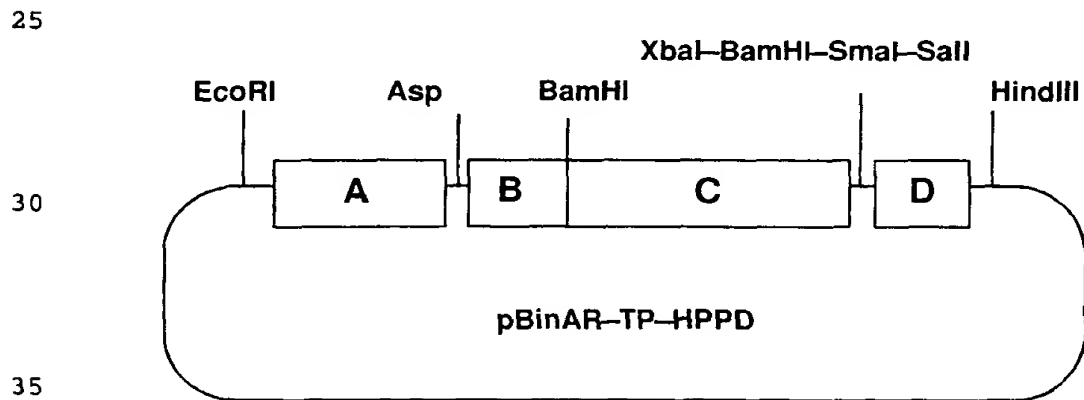 25
XbaI-BamHI-SmaI-SalI
EcoRI Asp BamHI HindIII
30 A B C D
pBinAR-TP-HPPD
35